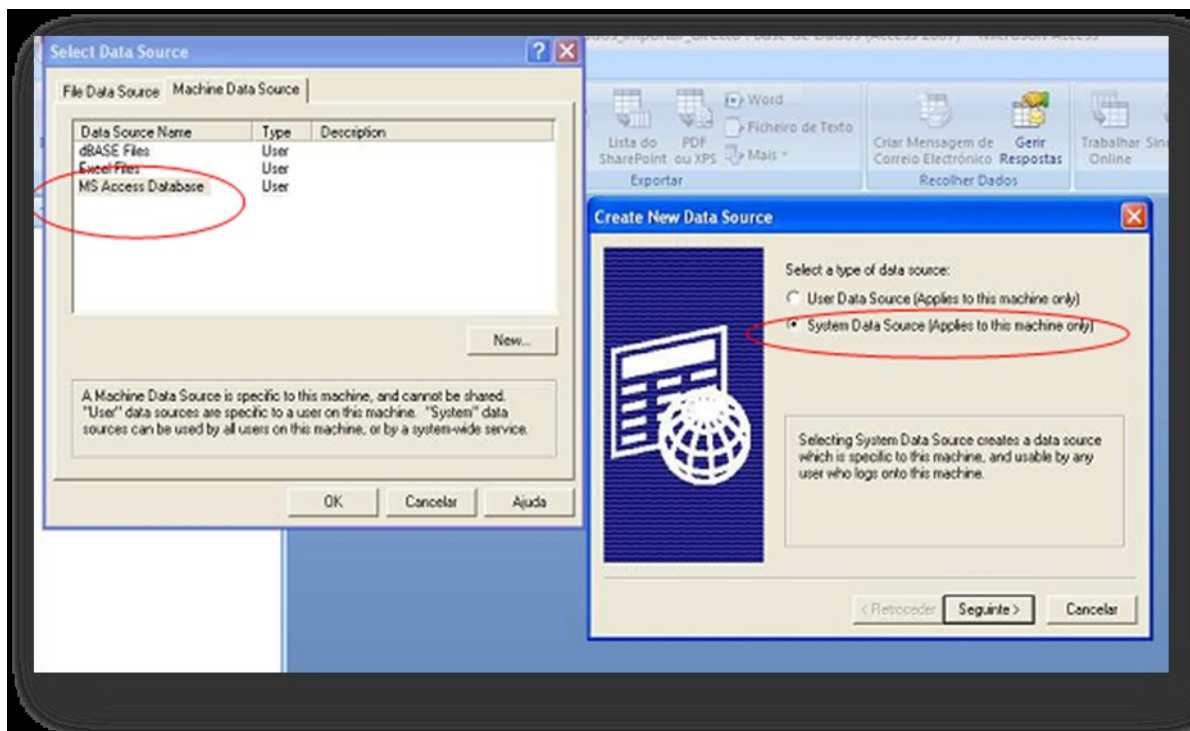 Select Data Source
File Data Source Machine Data Source
Data Source Name Type Description
dBASE Files User
Excel Files User
MS Access Database User
New...
A Machine Data Source is specific to this machine, and cannot be shared.
"User" data sources are specific to a user on this machine. "System" data
sources can be used by all users on this machine, or by a system-wide service.
OK Cancelar Ajuda
Lista do
SharePoint
PDF
ou XPS
Word
Ficheiro de Texto
Mais
Exportar
Criar Mensagem de
Correio Electrónico
Gerir
Respostas
Recolher Dados
Trabalhar
Online
Create New Data Source
Select a type of data source:
User Data Source (Applies to this machine only)
System Data Source (Applies to this machine only)
Selecting System Data Source creates a data source
which is specific to this machine, and usable by any
user who logs onto this machine.
< Retroceder Seguinte > Cancelar